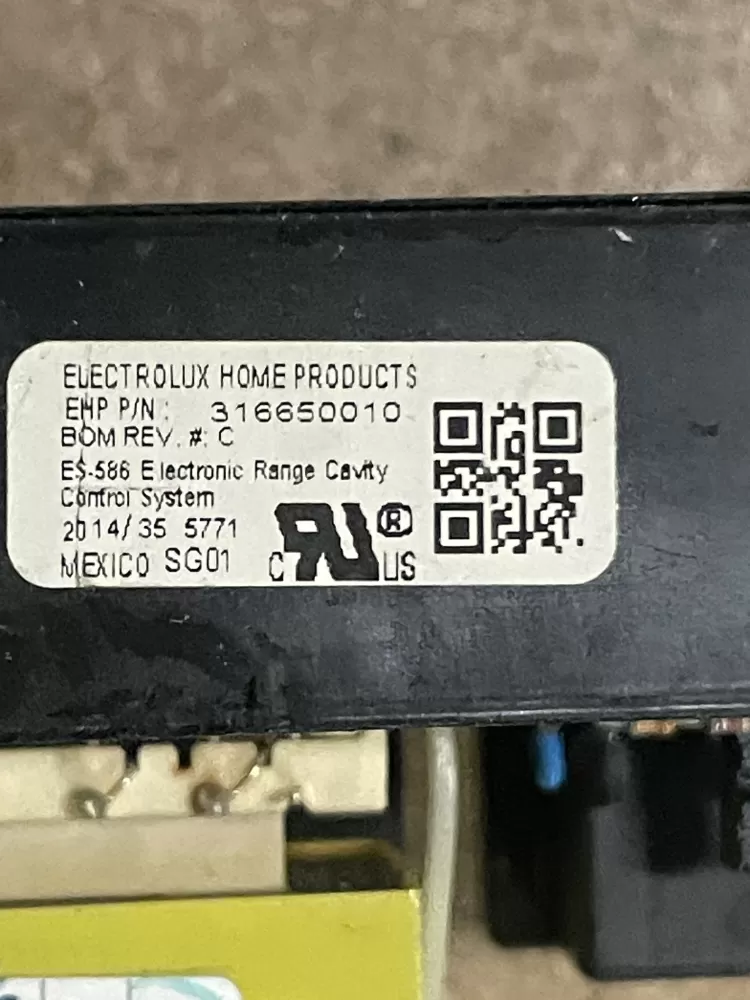 ELECTROLUX HOME PRODUCTS
EHP P/N : 316650010
BOM REV. #: C
ES-586 Electronic Range Cavity
Control System
2014/35 5771
MEXICO SG01
C RU ® US